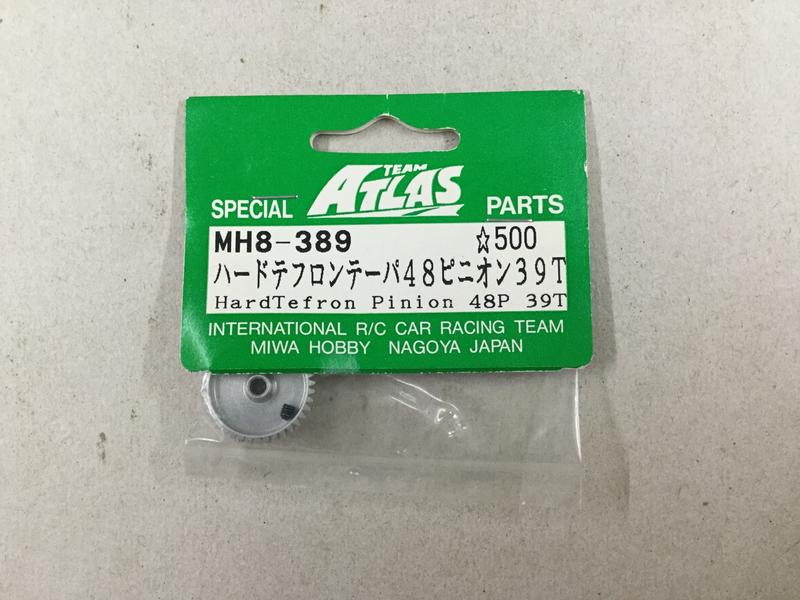 TEAM
ATLAS
SPECIAL PARTS
MH8-389 ☆500
ハードテフロンテーパ48ピニオン39T
HardTefron Pinion 48P 39T
INTERNATIONAL R/C CAR RACING TEAM
MIWA HOBBY NAGOYA JAPAN